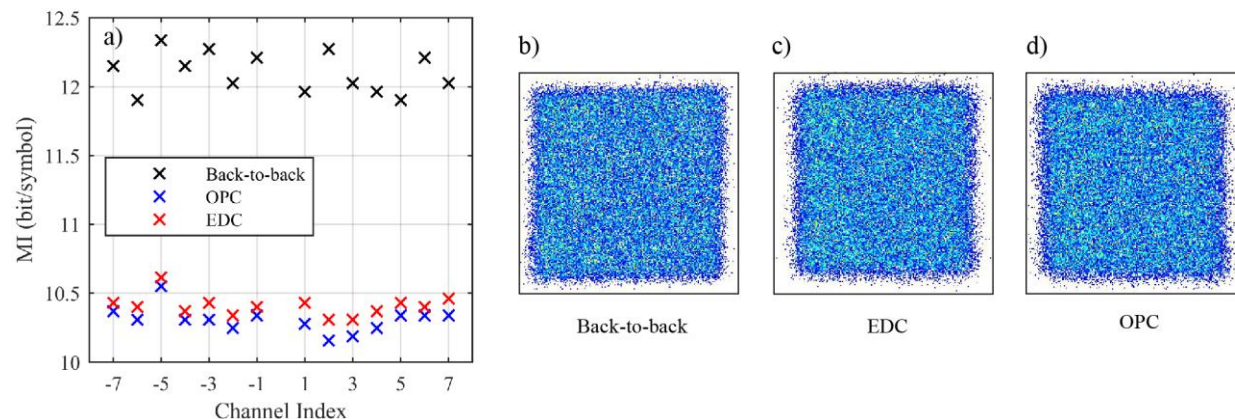 a)
12.5
12
11.5
11
10.5
10
MI (bit/symbol)
Back-to-back
OPC
EDC
-7 -5 -3 -1 1 3 5 7
Channel Index
b)
Back-to-back
c)
EDC
d)
OPC